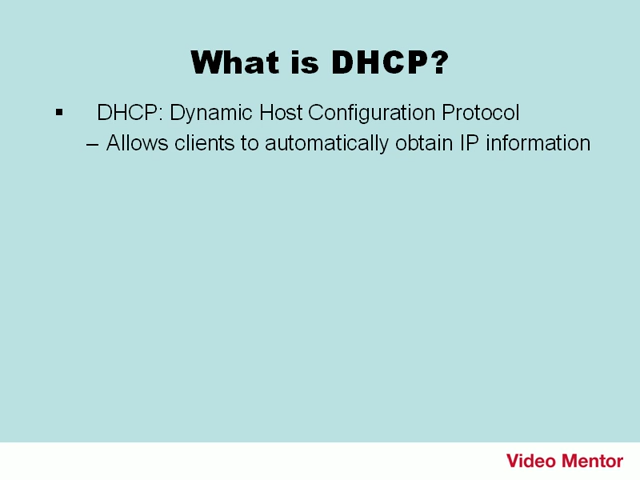 What is DHCP?
▪ DHCP: Dynamic Host Configuration Protocol
– Allows clients to automatically obtain IP information
Video Mentor